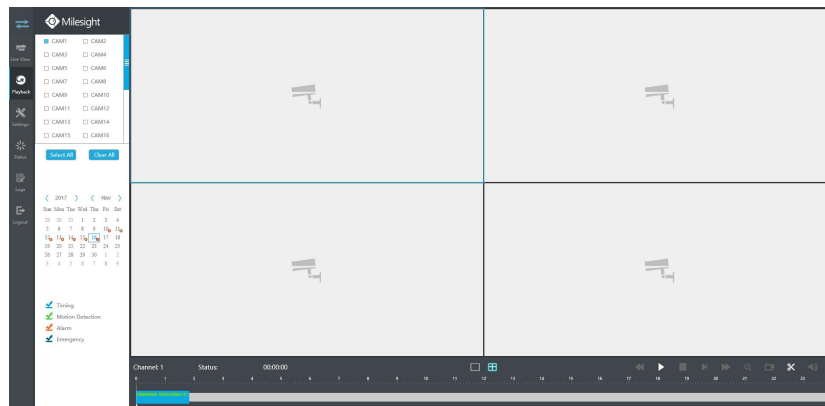 Milesight
Live View
Playback
Settings
Status
Logs
Logout
CAM1 CAM2
CAM3 CAM4
CAM5 CAM6
CAM7 CAM8
CAM9 CAM10
CAM11 CAM12
CAM13 CAM14
CAM15 CAM16
Select All Clear All
2017 Nov
Sun Mon Tue Wed Thu Fri Sat
29 30 31 1 2 3 4
5 6 7 8 9 10 11
12 13 14 15 16 17 18
19 20 21 22 23 24 25
26 27 28 29 30 1 2
3 4 5 6 7 8 9
Timing
Motion Detection
Alarm
Emergency
Channel: 1 Status: 00:00:00
0 1 2 3 4 5 6 7 8 9 10 11 12 13 14 15 16 17 18 19 20 21 22 23